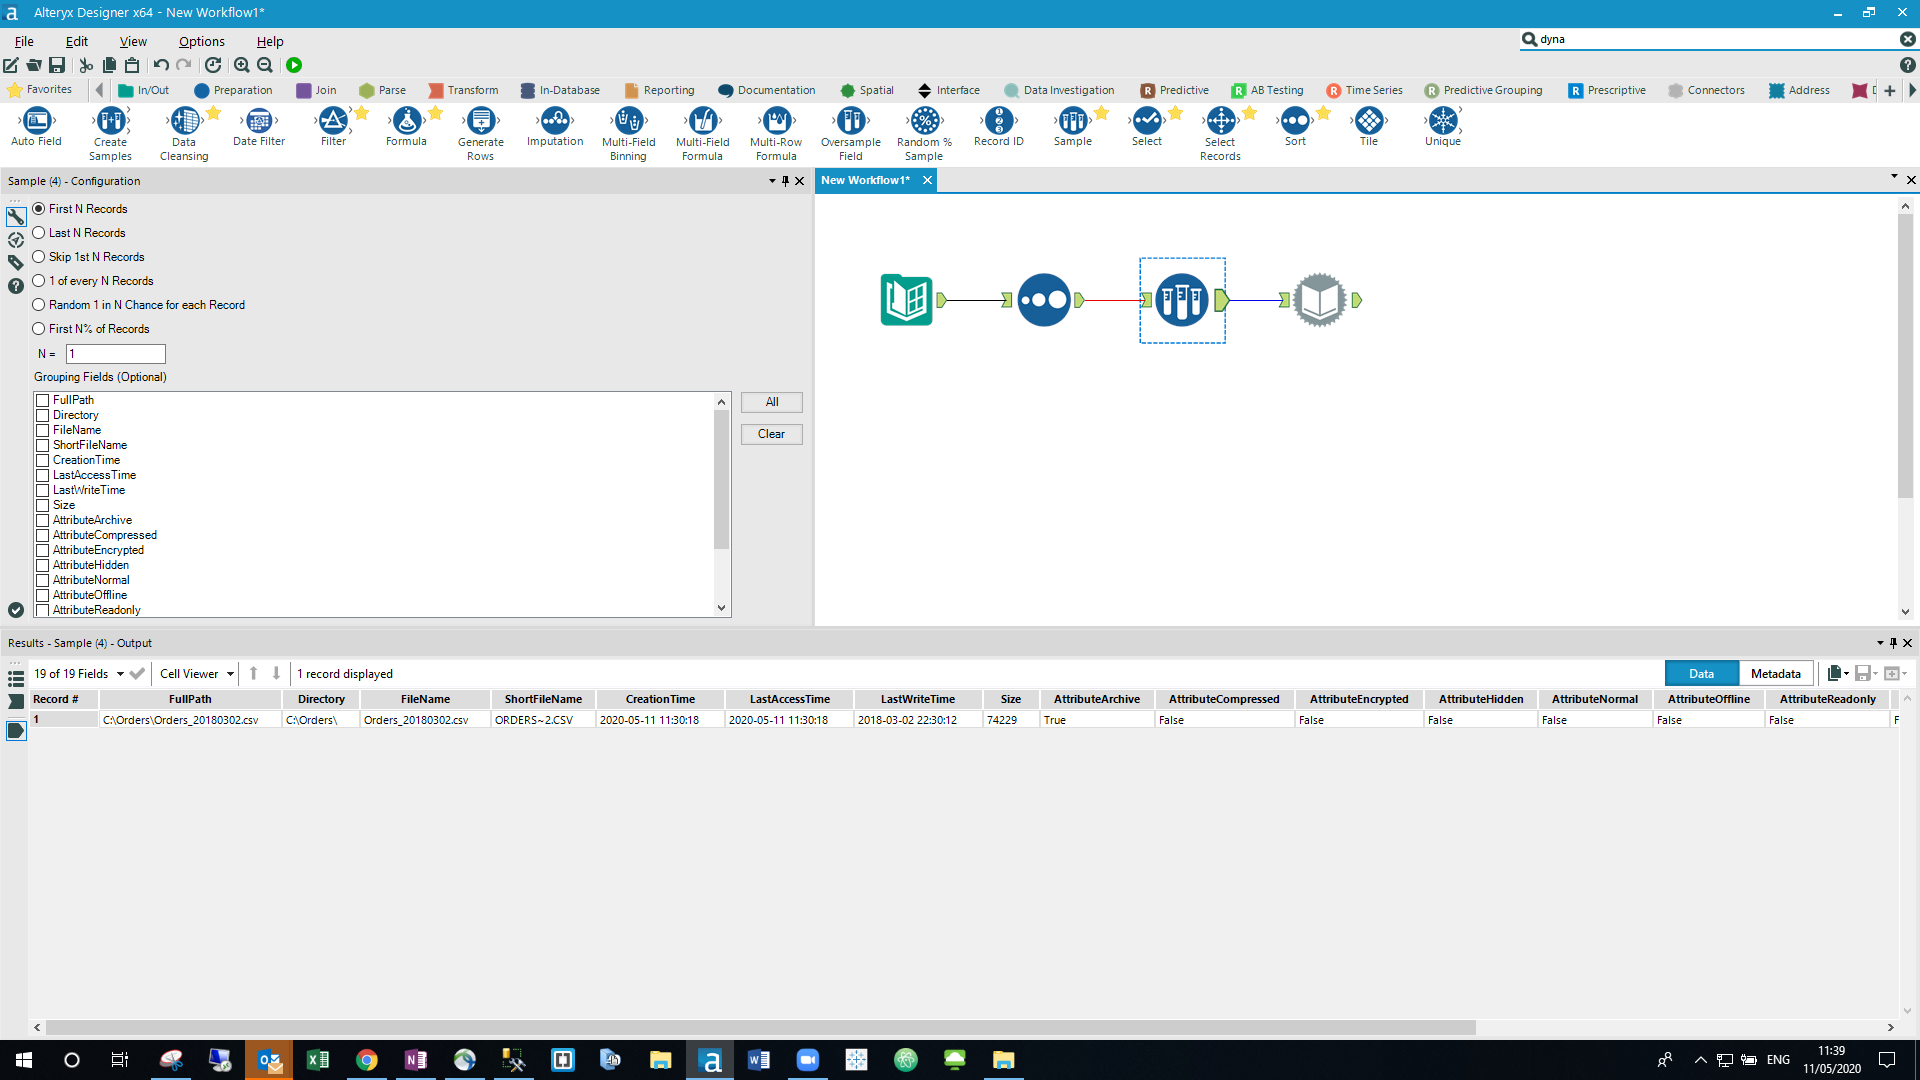 Alteryx Designer x64 - New Workflow1*
File Edit View Options Help
dyna
Favorites In/Out Preparation Join Parse Transform In-Database Reporting Documentation Spatial Interface Data Investigation Predictive AB Testing Time Series Predictive Grouping Prescriptive Connectors Address
Auto Field Create Samples Data Cleansing Date Filter Filter Formula Generate Rows Imputation Multi-Field Binning Multi-Field Formula Multi-Row Formula Oversample Field Random % Sample Record ID Sample Select Select Records Sort Tile Unique
Sample (4) - Configuration
New Workflow1*
First N Records
Last N Records
Skip 1st N Records
1 of every N Records
Random 1 in N Chance for each Record
First N% of Records
N = 1
Grouping Fields (Optional)
FullPath
Directory
FileName
ShortFileName
CreationTime
LastAccessTime
LastWriteTime
Size
AttributeArchive
AttributeCompressed
AttributeEncrypted
AttributeHidden
AttributeNormal
AttributeOffline
AttributeReadonly
All
Clear
Results - Sample (4) - Output
19 of 19 Fields Cell Viewer 1 record displayed Data Metadata
Record # FullPath Directory FileName ShortFileName CreationTime LastAccessTime LastWriteTime Size AttributeArchive AttributeCompressed AttributeEncrypted AttributeHidden AttributeNormal AttributeOffline AttributeReadonly
1 C:\Orders\Orders_20180302.csv C:\Orders\ Orders_20180302.csv ORDERS~2.CSV 2020-05-11 11:30:18 2020-05-11 11:30:18 2018-03-02 22:30:12 74229 True False False False False False False F
ENG
11:39
11/05/2020